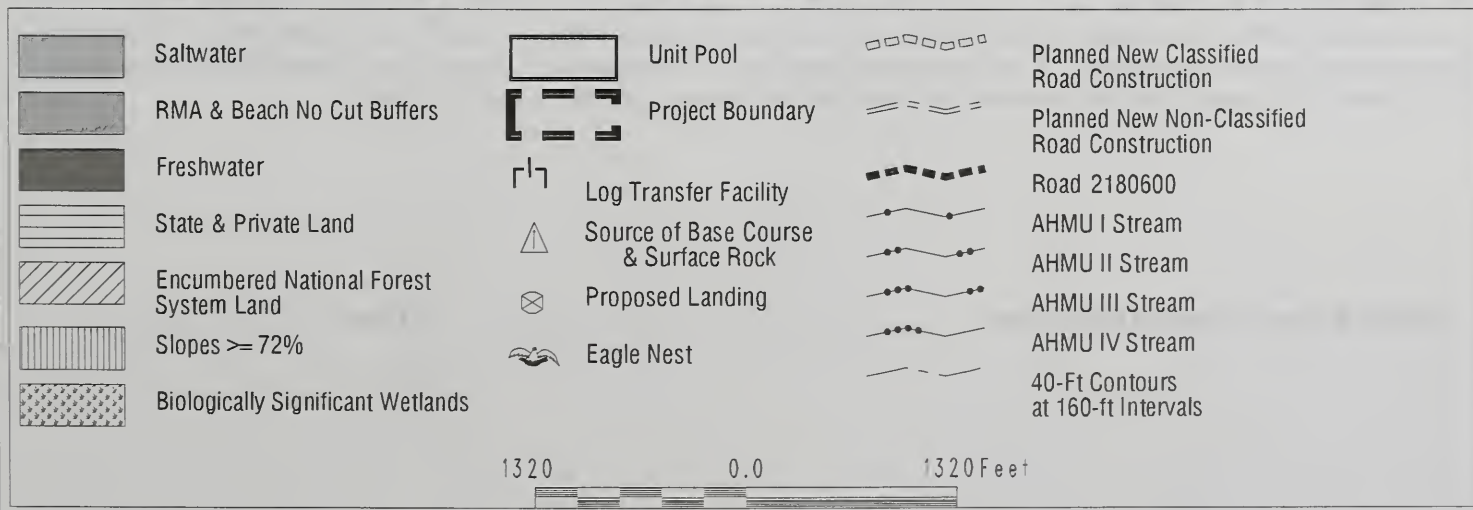 Saltwater
RMA & Beach No Cut Buffers
Freshwater
State & Private Land
Encumbered National Forest
System Land
Slopes >= 72%
Biologically Significant Wetlands
Unit Pool
Project Boundary
Log Transfer Facility
Source of Base Course
& Surface Rock
Proposed Landing
Eagle Nest
Planned New Classified
Road Construction
Planned New Non-Classified
Road Construction
Road 2180600
AHMU I Stream
AHMU II Stream
AHMU III Stream
AHMU IV Stream
40-Ft Contours
at 160-ft Intervals
1320 0.0 1320 Feet